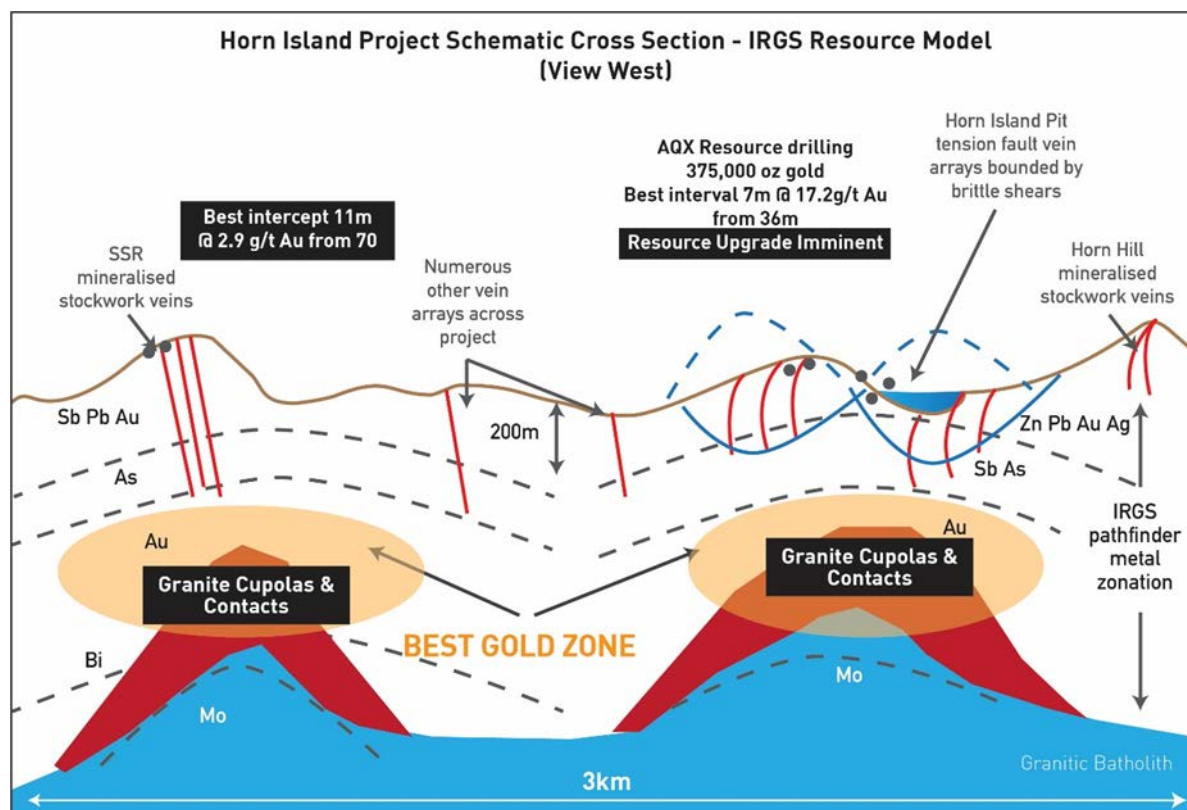 Horn Island Project Schematic Cross Section - IRGS Resource Model
(View West)
Best intercept 11m
@ 2.9 g/t Au from 70
AQX Resource drilling
375,000 oz gold
Best interval 7m @ 17.2g/t Au
from 36m
Resource Upgrade Imminent
Horn Island Pit
tension fault vein
arrays bounded by
brittle shears
SSR
mineralised
stockwork veins
Numerous
other vein
arrays across
project
Horn Hill
mineralised
stockwork veins
Sb Pb Au
200m
Zn Pb Au Ag
As
Sb As
Au
Au
IRGS
pathfinder
metal
zonation
Granite Cupolas &
Contacts
Granite Cupolas &
Contacts
BEST GOLD ZONE
Bi
Mo
Mo
Granitic Batholith
3km